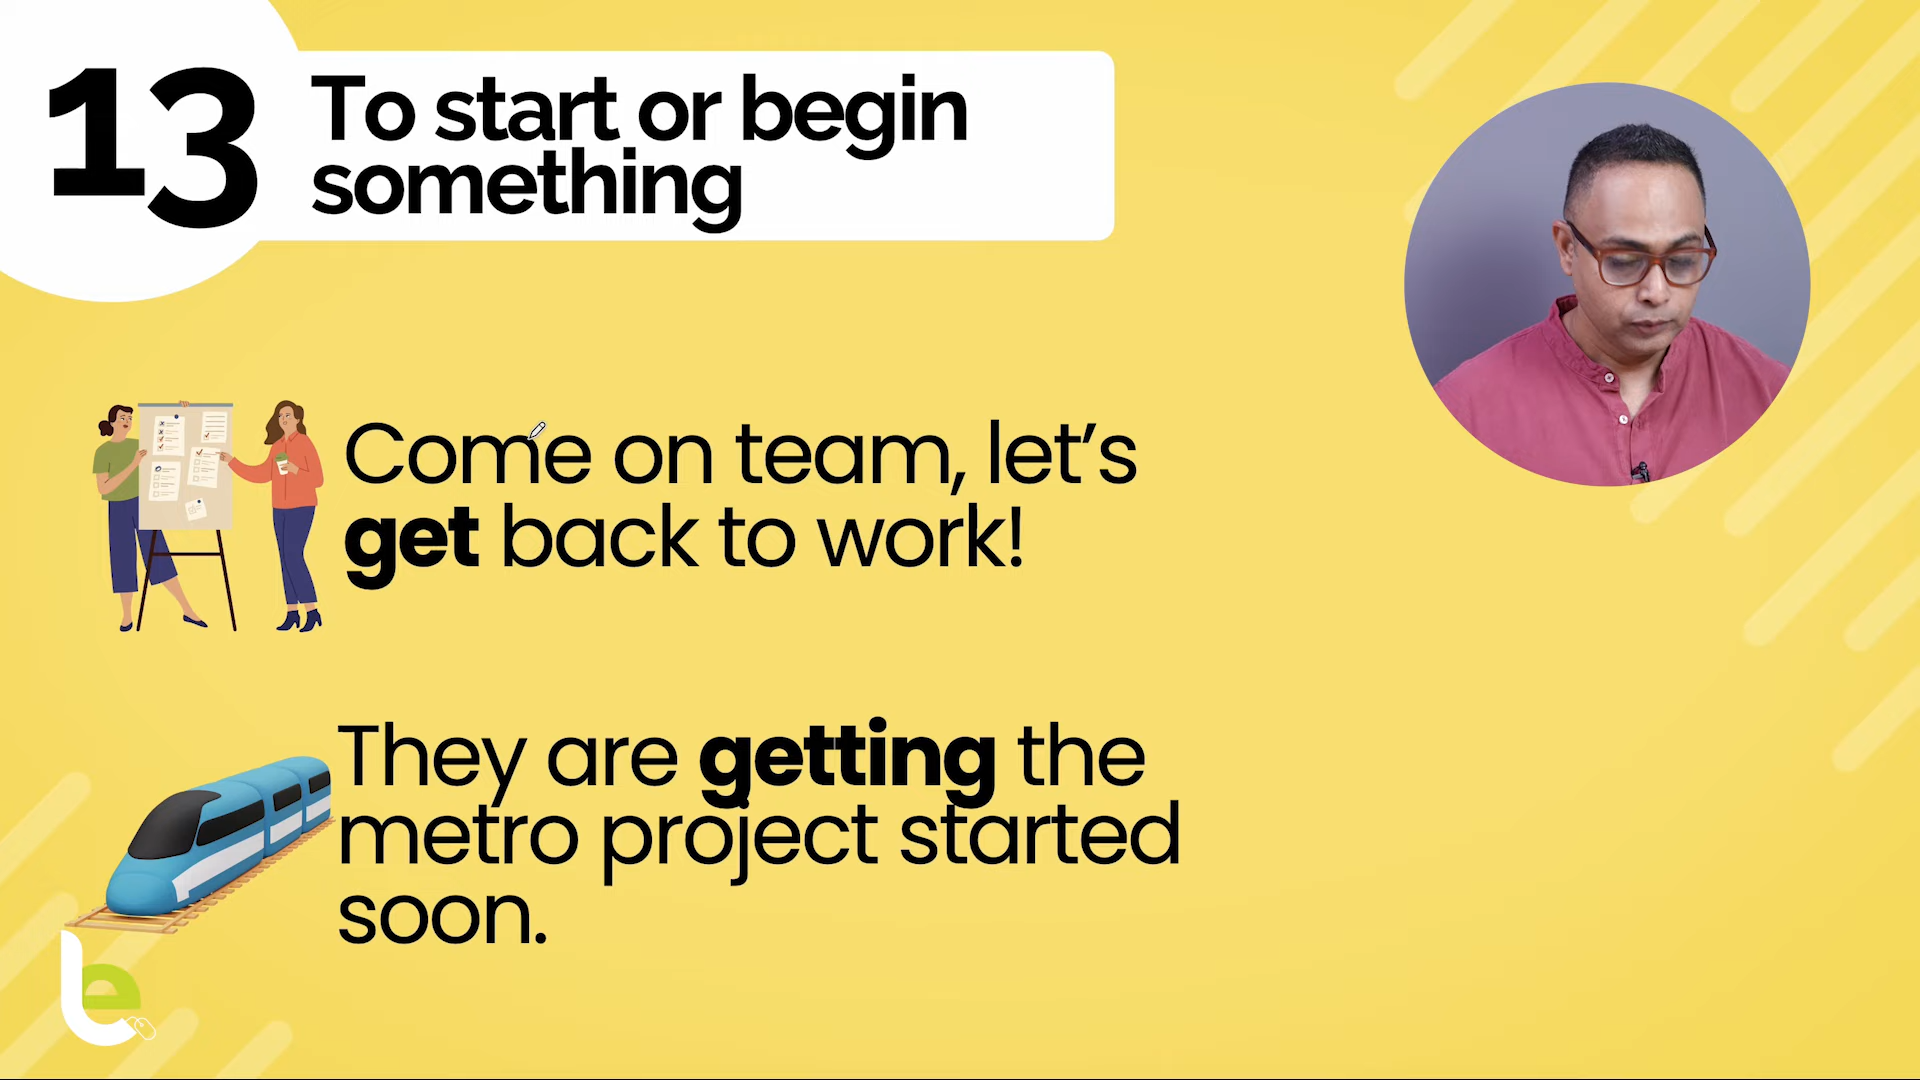 13
To start or begin
something
Come on team, let’s
get back to work!
They are getting the
metro project started
soon.